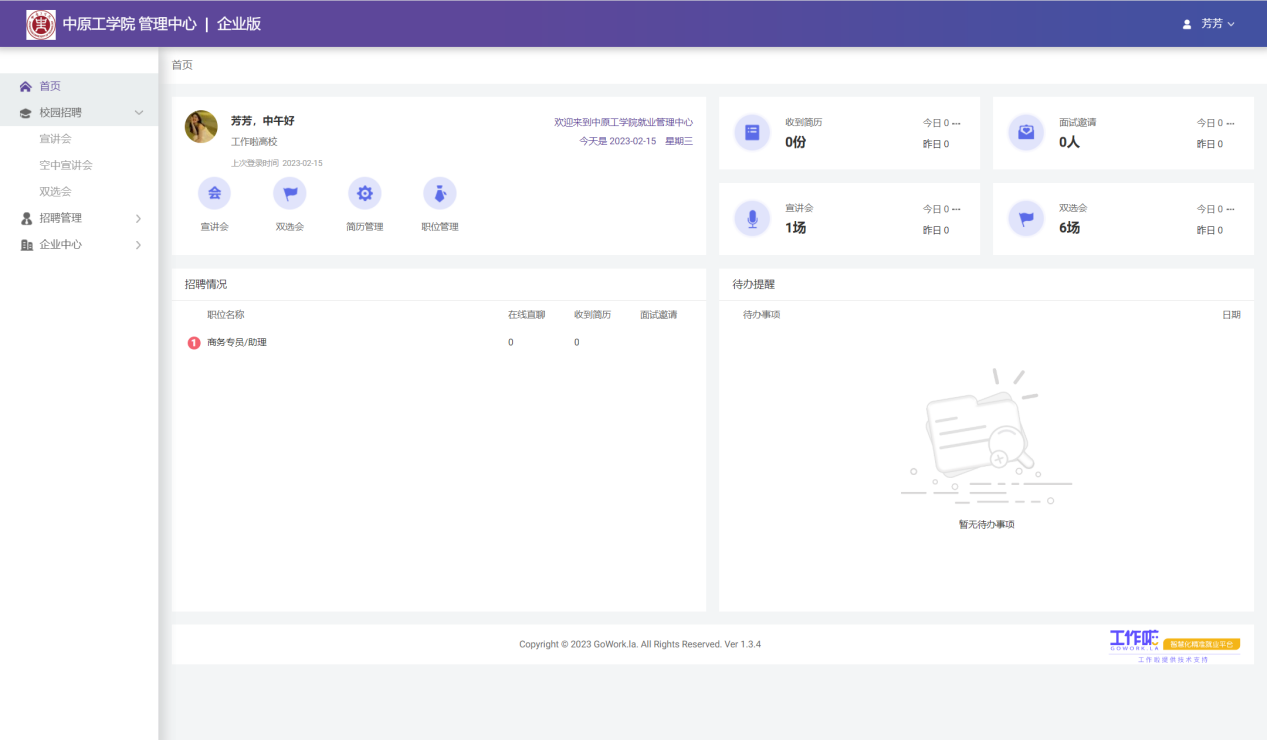 中原工学院 管理中心 | 企业版
芳芳
首页
校园招聘
宣讲会
空中宣讲会
双选会
招聘管理
企业中心
首页
芳芳，中午好
工作啦高校
上次登录时间 2023-02-15
欢迎来到中原工学院就业管理中心
今天是 2023-02-15 星期三
宣讲会
双选会
简历管理
职位管理
收到简历
0份
今日 0 --
昨日 0
面试邀请
0人
今日 0 --
昨日 0
宣讲会
1场
今日 0 --
昨日 0
双选会
6场
今日 0 --
昨日 0
招聘情况
职位名称 在线直聊 收到简历 面试邀请
1 商务专员/助理 0 0
待办提醒
待办事项 日期
暂无待办事项
Copyright © 2023 GoWork.la. All Rights Reserved. Ver 1.3.4
工作啦
GOWORK.LA
智慧化精准就业平台
工作啦提供技术支持